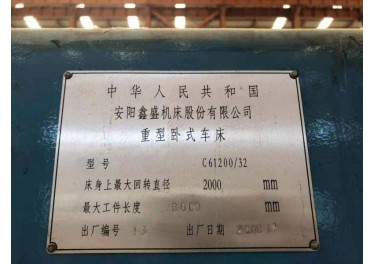 中华人民共和国
安阳鑫盛机床股份有限公司
重型卧式车床
型号 C61200/32
床身上最大回转直径 2000 mm
最大工件长度 mm
出厂编号 出厂日期